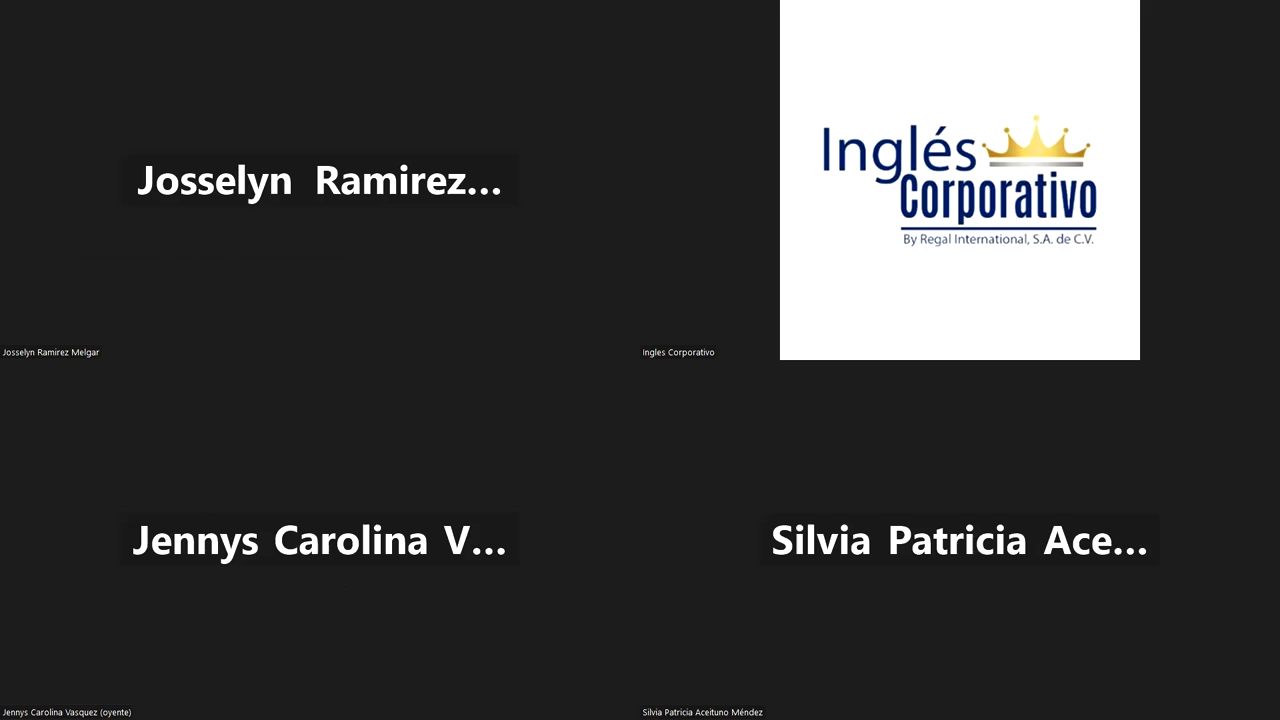 Josselyn Ramirez...
Josselyn Ramirez Melgar
Inglés
Corporativo
By Regal International, S.A. de C.V.
Ingles Corporativo
Jennys Carolina V...
Jennys Carolina Vasquez (oyente)
Silvia Patricia Ace...
Silvia Patricia Aceituno Méndez